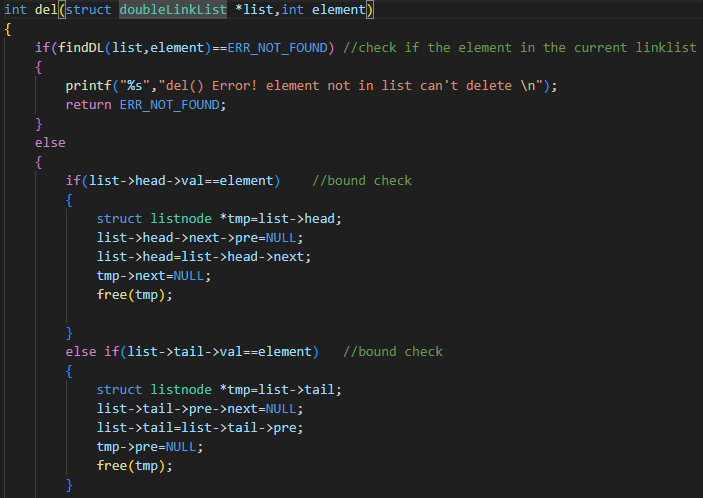 int del(struct doubleLinkList *list,int element)
{
    if(findDL(list,element)==ERR_NOT_FOUND) //check if the element in the current linklist
    {
        printf("%s","del() Error! element not in list can't delete \n");
        return ERR_NOT_FOUND;
    }
    else
    {
        if(list->head->val==element)    //bound check
        {
            struct listnode *tmp=list->head;
            list->head->next->pre=NULL;
            list->head=list->head->next;
            tmp->next=NULL;
            free(tmp);
        }
        else if(list->tail->val==element)   //bound check
        {
            struct listnode *tmp=list->tail;
            list->tail->pre->next=NULL;
            list->tail=list->tail->pre;
            tmp->pre=NULL;
            free(tmp);
        }